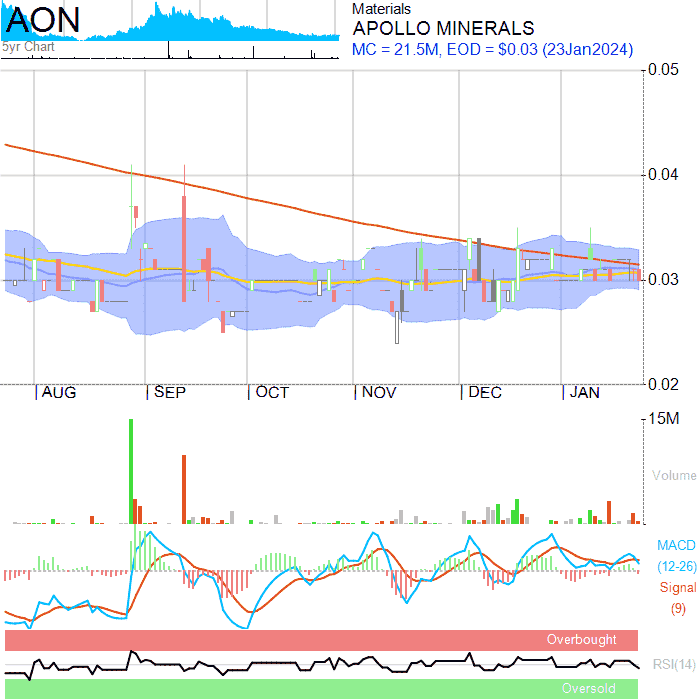 AON
5yr Chart
Materials
APOLLO MINERALS
MC = 21.5M, EOD = $0.03 (23Jan2024)
0.05
0.04
0.03
0.02
AUG SEP OCT NOV DEC JAN
15M
Volume
MACD
(12-26)
Signal
(9)
Overbought
RSI(14)
Oversold